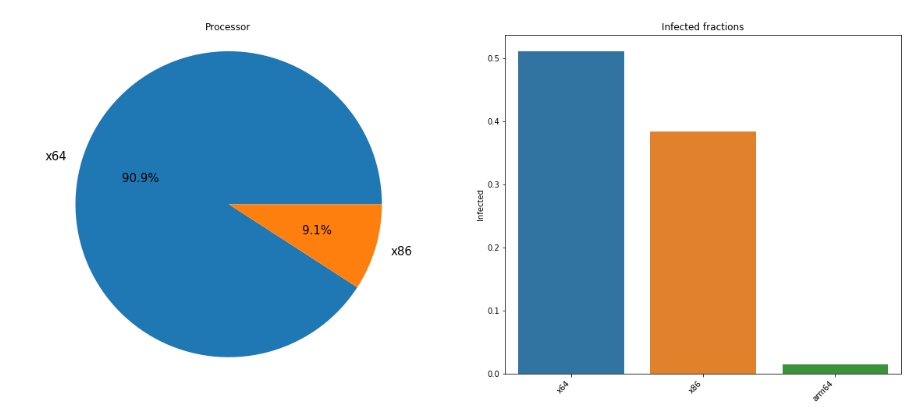 Processor
x64
90.9%
9.1%
x86
Infected fractions
Infected
0.5
0.4
0.3
0.2
0.1
0.0
x64
x86
arm64